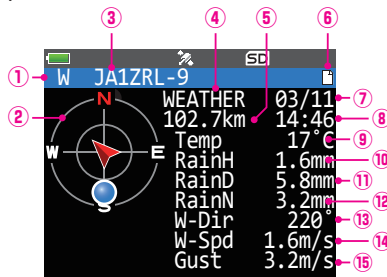 ③ ④ ⑤ ⑥
SD
① W JA1ZRL-9
② N WEATHER 03/11 ⑦
102.7km 14:46 ⑧
Temp 17°C ⑨
W E RainH 1.6mm ⑩
RainD 5.8mm ⑪
S RainN 3.2mm ⑫
W-Dir 220° ⑬
W-Spd 1.6m/s ⑭
Gust 3.2m/s ⑮